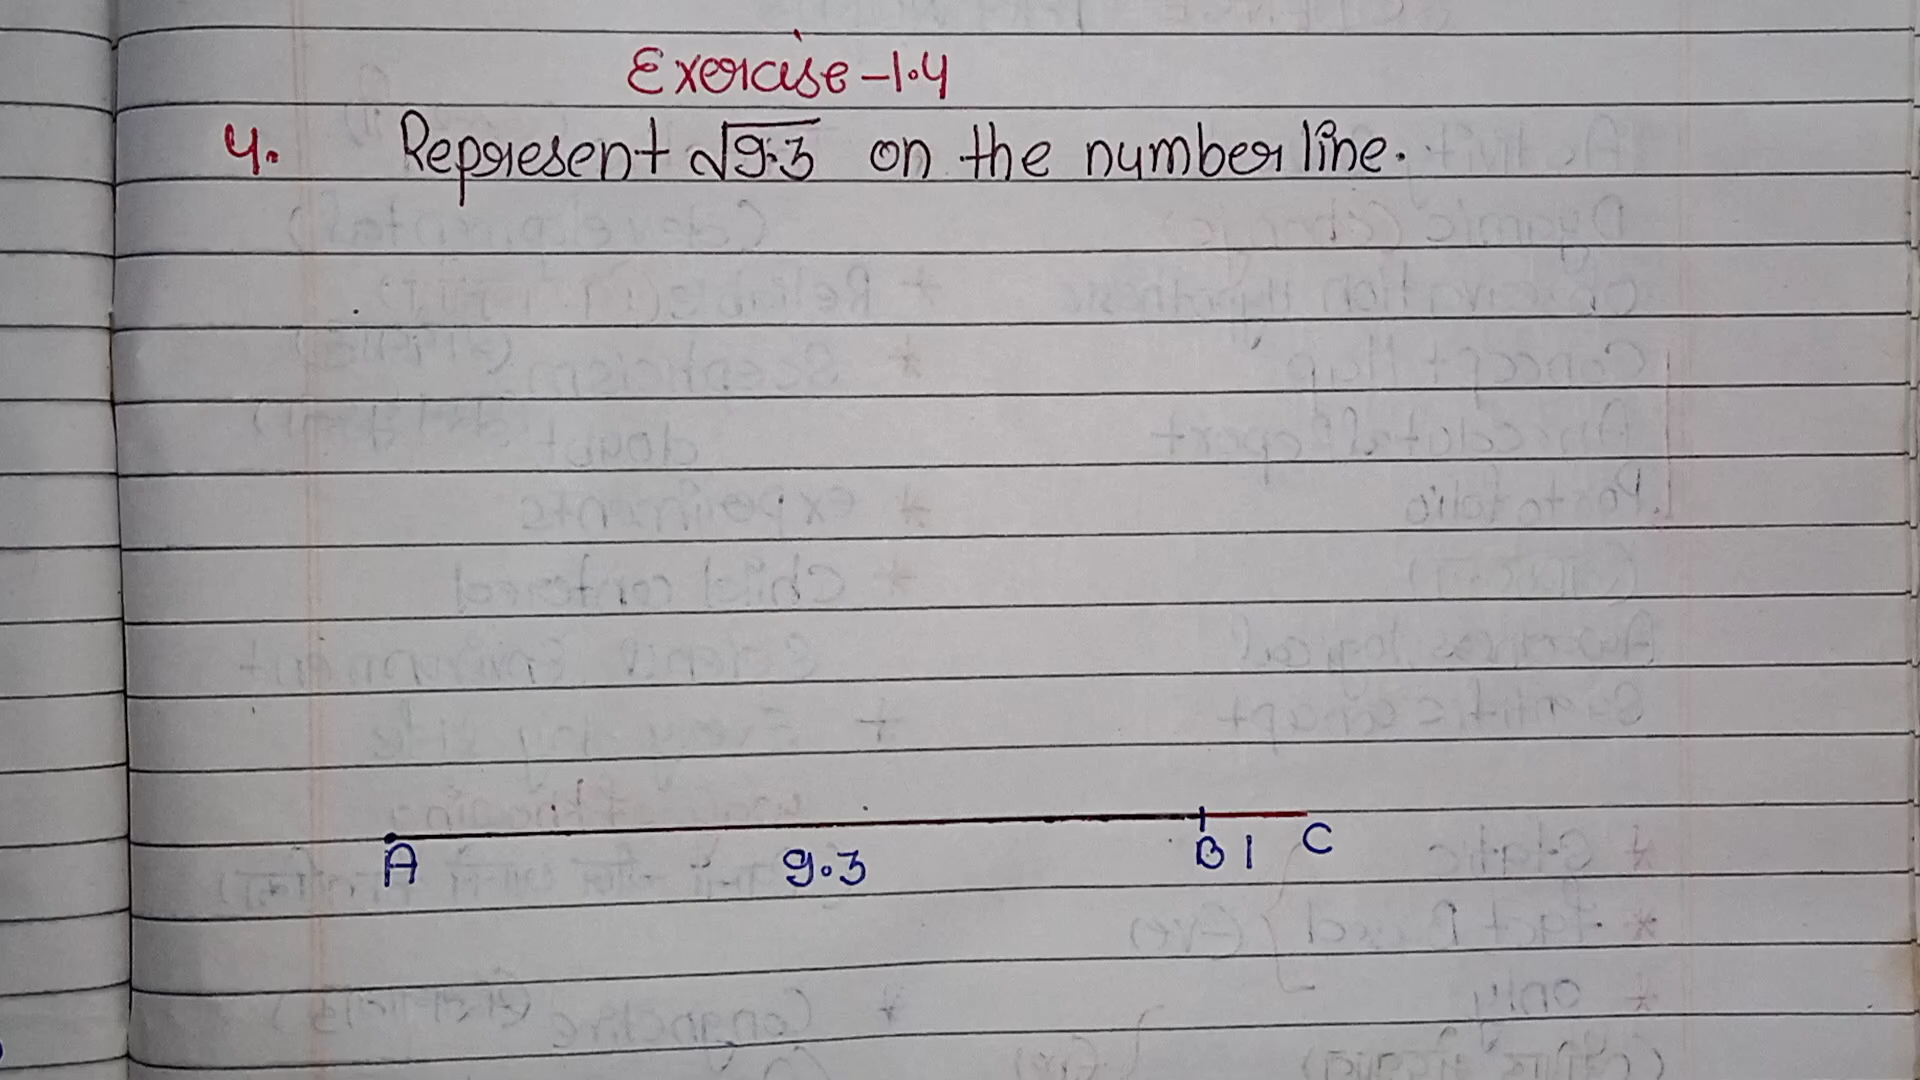 Exercise-1.4
4. Represent √9.3 on the number line.
A 9.3 B 1 C